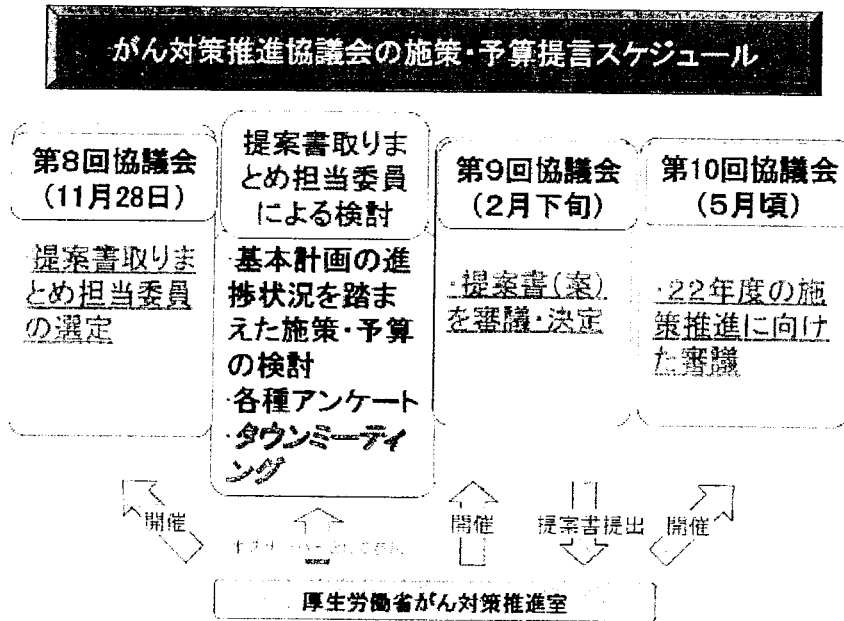 がん対策推進協議会の施策・予算提言スケジュール
第8回協議会
(11月28日)
・提案書取りま
とめ担当委員
の選定
提案書取りま
とめ担当委員
による検討
・基本計画の進
捗状況を踏ま
えた施策・予算
の検討
・各種アンケート
・タウンミーティ
ング
第9回協議会
(2月下旬)
・提案書(案)
を審議・決定
第10回協議会
(5月頃)
・22年度の施
策推進に向け
た審議
開催
開催
提案書提出
開催
厚生労働省がん対策推進室